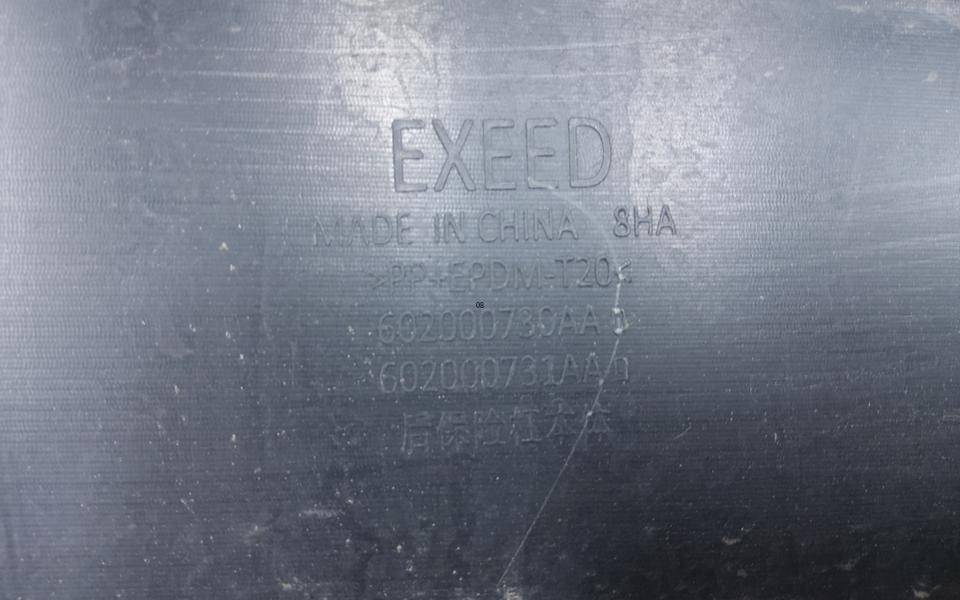 EXEED
MADE IN CHINA 8HA
>PP+EPDM-T20<
602000730AA
602000731AA
后保险杠本体